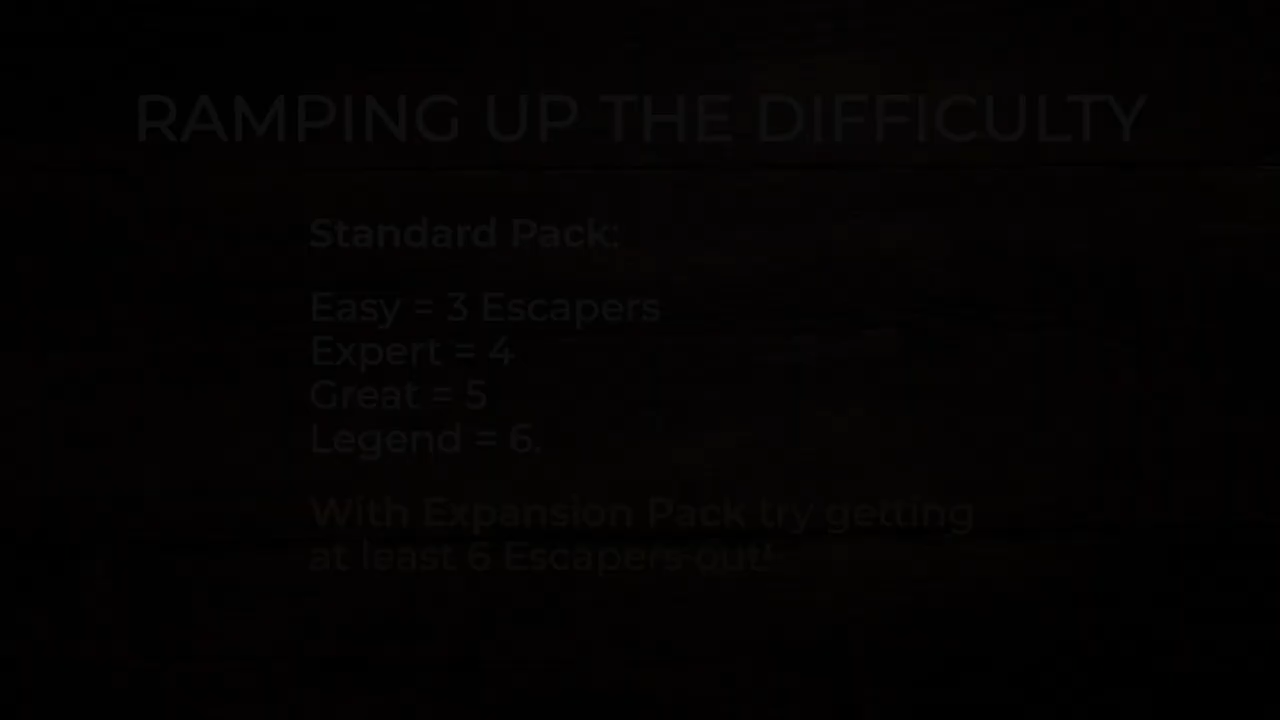 RAMPING UP THE DIFFICULTY
Standard Pack:
Easy = 3 Escapers
Expert = 4
Great = 5
Legend = 6.
With Expansion Pack try getting
at least 6 Escapers out!